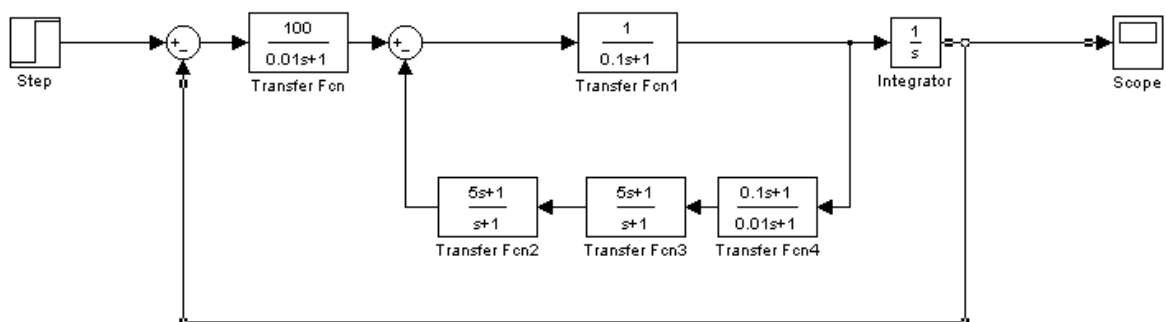 Step
+
-
100
0.01s+1
Transfer Fcn
+
-
1
0.1s+1
Transfer Fcn1
1
s
Integrator
Scope
5s+1
s+1
Transfer Fcn2
5s+1
s+1
Transfer Fcn3
0.1s+1
0.01s+1
Transfer Fcn4